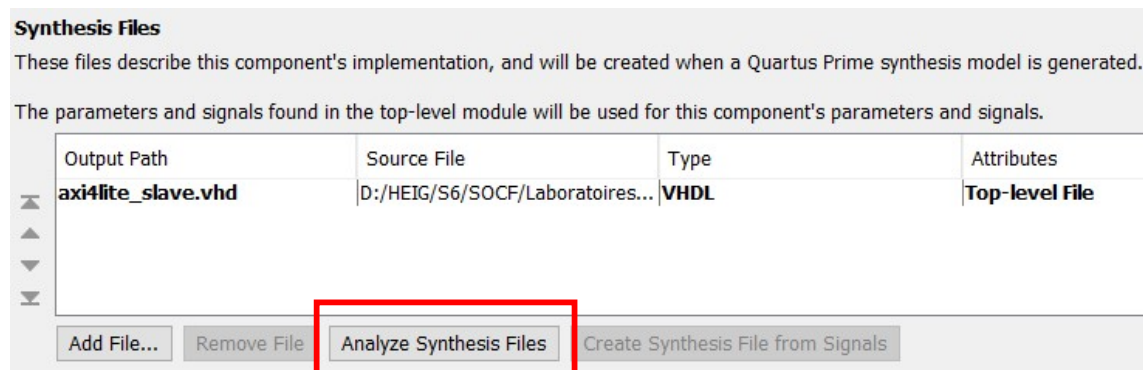 Synthesis Files
These files describe this component's implementation, and will be created when a Quartus Prime synthesis model is generated.
The parameters and signals found in the top-level module will be used for this component's parameters and signals.
Output Path Source File Type Attributes
axi4lite_slave.vhd D:/HEIG/S6/SOCF/Laboratoires... VHDL Top-level File
Add File... Remove File Analyze Synthesis Files Create Synthesis File from Signals